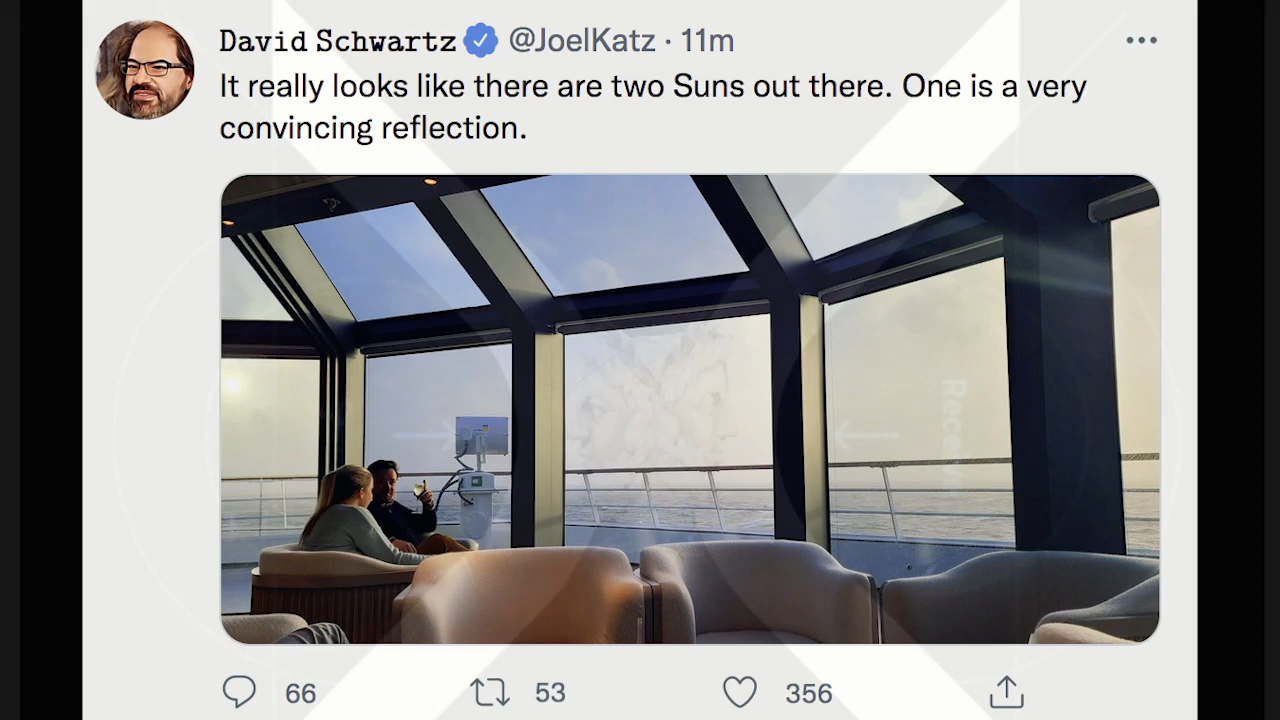 David Schwartz @JoelKatz · 11m
It really looks like there are two Suns out there. One is a very
convincing reflection.
66 53 356